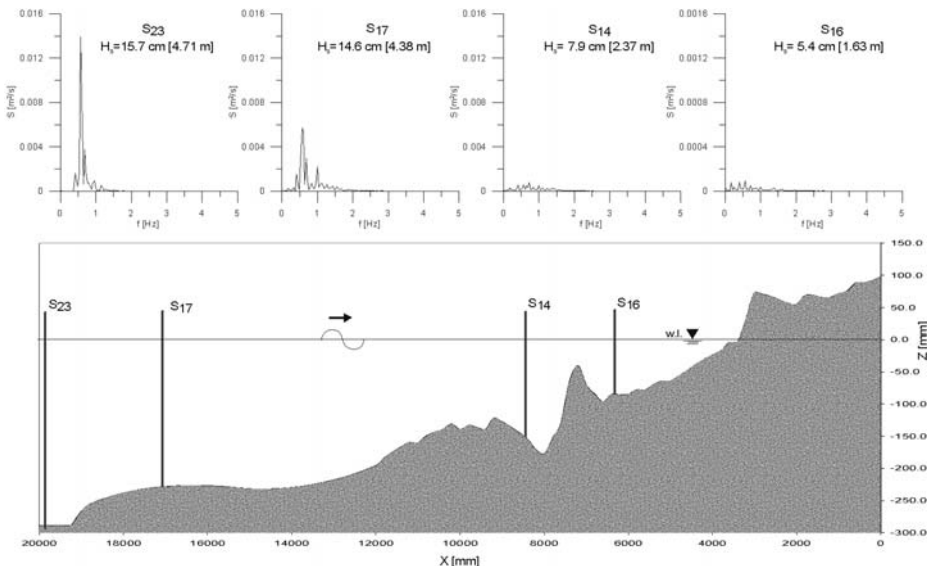 S23
Hs=15.7 cm [4.71 m]
0.016
0.012
0.008
0.004
0
S [m²/s]
0 1 2 3 4 5
f [Hz]
S17
Hs=14.6 cm [4.38 m]
0.016
0.012
0.008
0.004
0
S [m²/s]
0 1 2 3 4 5
f [Hz]
S14
Hs= 7.9 cm [2.37 m]
0.016
0.012
0.008
0.004
0
S [m²/s]
0 1 2 3 4 5
f [Hz]
S16
Hs= 5.4 cm [1.63 m]
0.0016
0.0012
0.0008
0.0004
0
S [m²/s]
0 1 2 3 4 5
f [Hz]
S23
S17
S14
S16
w.l.
150.0
100.0
50.0
0.0
-50.0
-100.0
-150.0
-200.0
-250.0
-300.0
Z [mm]
20000 18000 16000 14000 12000 10000 8000 6000 4000 2000 0
X [mm]